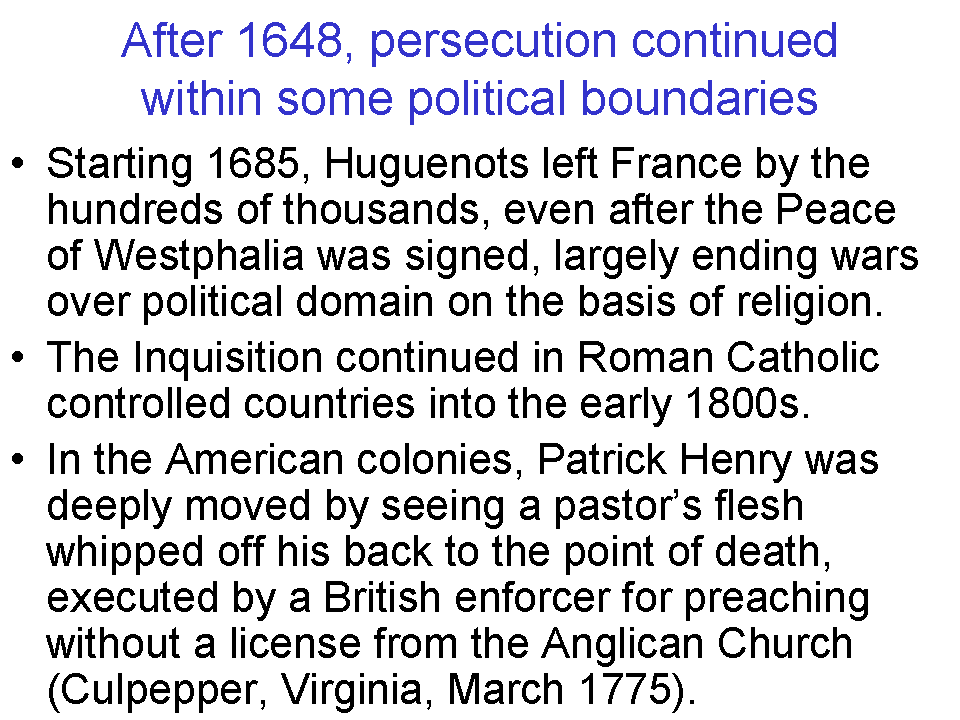 After 1648, persecution continued
within some political boundaries
• Starting 1685, Huguenots left France by the
hundreds of thousands, even after the Peace
of Westphalia was signed, largely ending wars
over political domain on the basis of religion.
• The Inquisition continued in Roman Catholic
controlled countries into the early 1800s.
• In the American colonies, Patrick Henry was
deeply moved by seeing a pastor’s flesh
whipped off his back to the point of death,
executed by a British enforcer for preaching
without a license from the Anglican Church
(Culpepper, Virginia, March 1775).